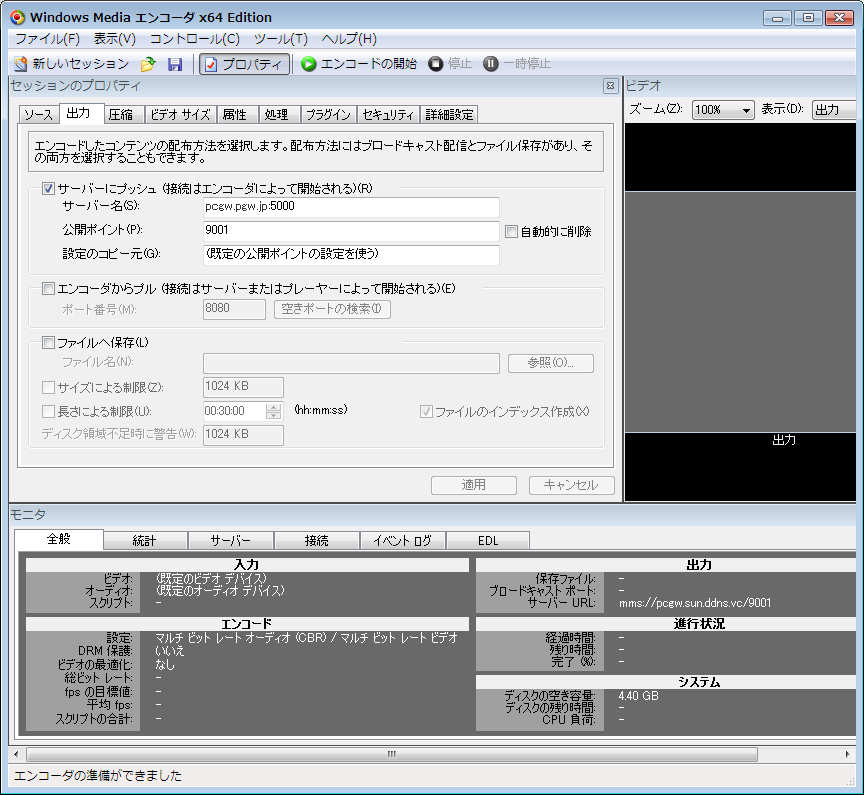 Windows Media エンコーダ x64 Edition
ファイル(F) 表示(V) コントロール(C) ツール(T) ヘルプ(H)
新しいセッション プロパティ エンコードの開始 停止 一時停止
セッションのプロパティ
ソース 出力 圧縮 ビデオ サイズ 属性 処理 プラグイン セキュリティ 詳細設定
エンコードしたコンテンツの配布方法を選択します。配布方法にはブロードキャスト配信とファイル保存があり、そ
の両方を選択することもできます。
サーバーにプッシュ (接続はエンコーダによって開始される)(R)
サーバー名(S): pcgw.pgw.jp:5000
公開ポイント(P): 9001
自動的に削除
設定のコピー元(G): (既定の公開ポイントの設定を使う)
エンコーダからプル (接続はサーバーまたはプレーヤーによって開始される)(E)
ポート番号(M): 8080 空きポートの検索(I)
ファイルへ保存(L)
ファイル名(N): 参照(O)...
サイズによる制限(Z): 1024 KB
長さによる制限(U): 00:30:00 (hh:mm:ss) ファイルのインデックス作成(X)
ディスク領域不足時に警告(W): 1024 KB
適用 キャンセル
ビデオ
ズーム(Z): 100% 表示(D): 出力
出力
モニタ
全般 統計 サーバー 接続 イベント ログ EDL
入力
ビデオ: (既定のビデオ デバイス)
オーディオ: (既定のオーディオ デバイス)
スクリプト: -
エンコード
設定: マルチ ビット レート オーディオ (CBR) / マルチ ビット レート ビデオ
DRM 保護: いいえ
ビデオの最適化: なし
総ビット レート: -
fps の目標値: -
平均 fps: -
スクリプトの合計: -
出力
保存ファイル: -
ブロードキャスト ポート: -
サーバー URL: mms://pcgw.sun.ddns.vc/9001
進行状況
経過時間: -
残り時間: -
完了 (%): -
システム
ディスクの空き容量: 4.40 GB
ディスクの残り時間: -
CPU 負荷: -
エンコーダの準備ができました